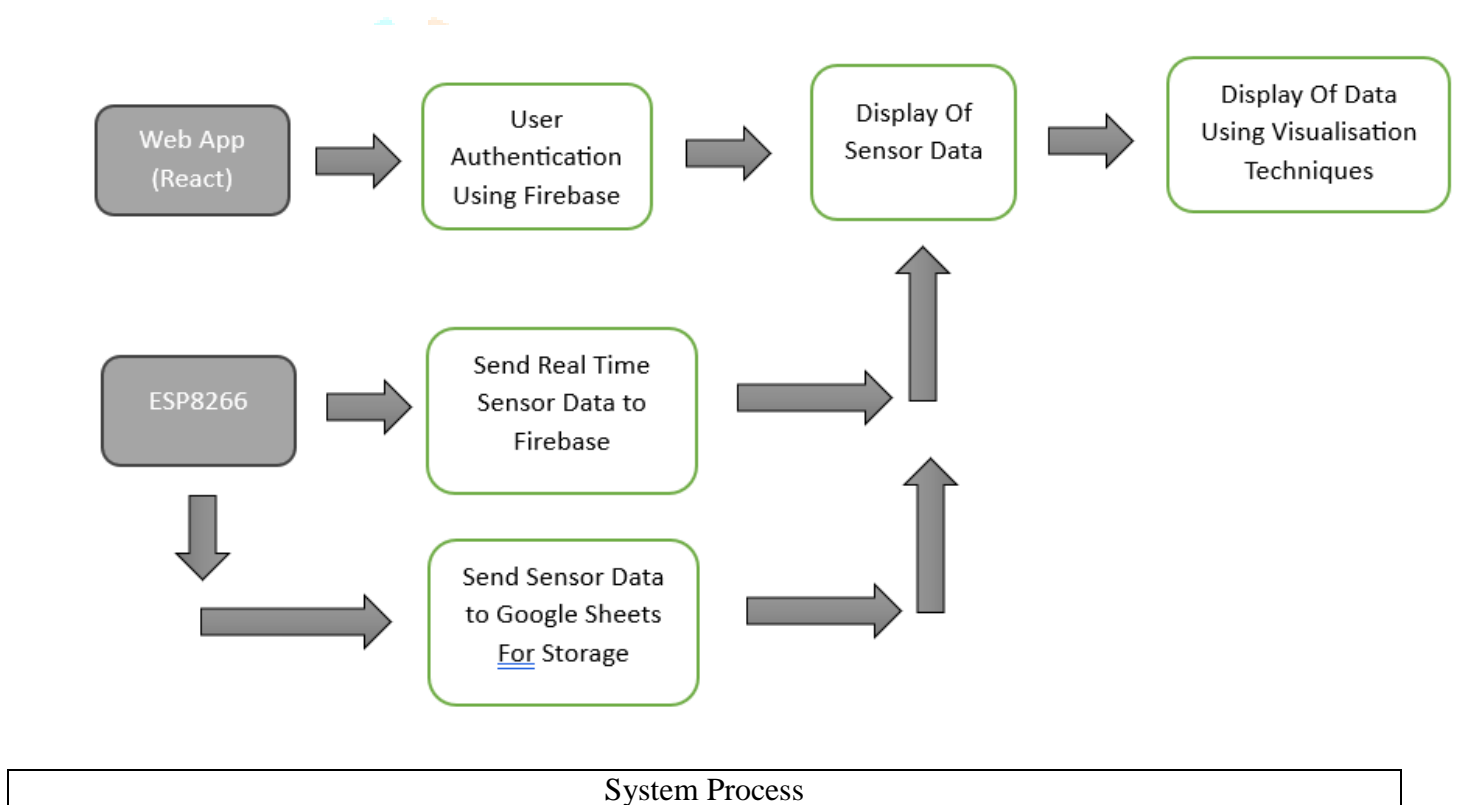 Web App
(React)
User
Authentication
Using Firebase
Display Of
Sensor Data
Display Of Data
Using Visualisation
Techniques
ESP8266
Send Real Time
Sensor Data to
Firebase
Send Sensor Data
to Google Sheets
For Storage
System Process